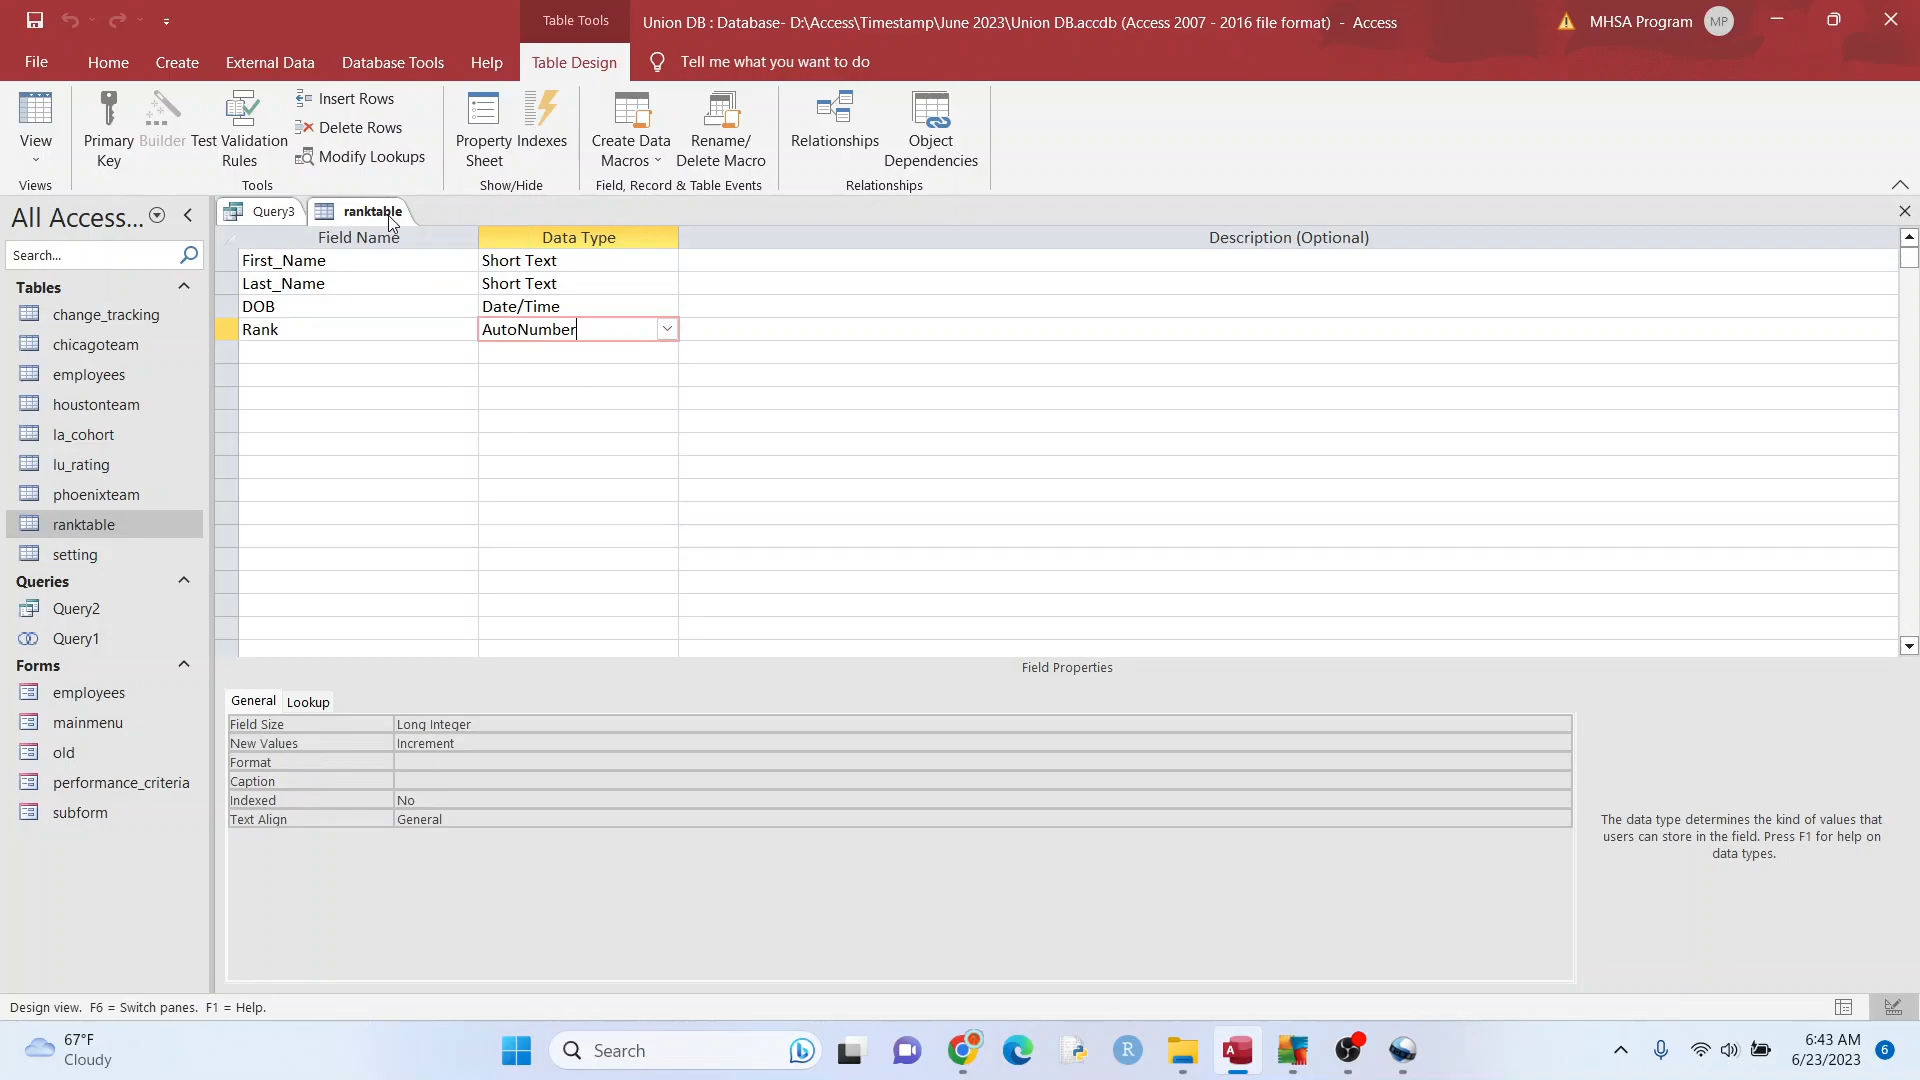 Table Tools
Union DB : Database- D:\Access\Timestamp\June 2023\Union DB.accdb (Access 2007 - 2016 file format)  -  Access
MHSA Program
MP
File
Home
Create
External Data
Database Tools
Help
Table Design
Tell me what you want to do
View
Primary Key
Builder
Test Validation Rules
Insert Rows
Delete Rows
Modify Lookups
Property Sheet
Indexes
Create Data Macros
Rename/ Delete Macro
Relationships
Object Dependencies
Views
Tools
Show/Hide
Field, Record & Table Events
Relationships
All Access...
Search...
Tables
change_tracking
chicagoteam
employees
houstonteam
la_cohort
lu_rating
phoenixteam
ranktable
setting
Queries
Query2
Query1
Forms
employees
mainmenu
old
performance_criteria
subform
Query3
ranktable
Field Name
Data Type
Description (Optional)
First_Name
Short Text
Last_Name
Short Text
DOB
Date/Time
Rank
AutoNumber
Field Properties
General
Lookup
Field Size
Long Integer
New Values
Increment
Format
Caption
Indexed
No
Text Align
General
The data type determines the kind of values that
users can store in the field. Press F1 for help on
data types.
Design view.  F6 = Switch panes.  F1 = Help.
67°F
Cloudy
Search
R
6:43 AM
6/23/2023
6